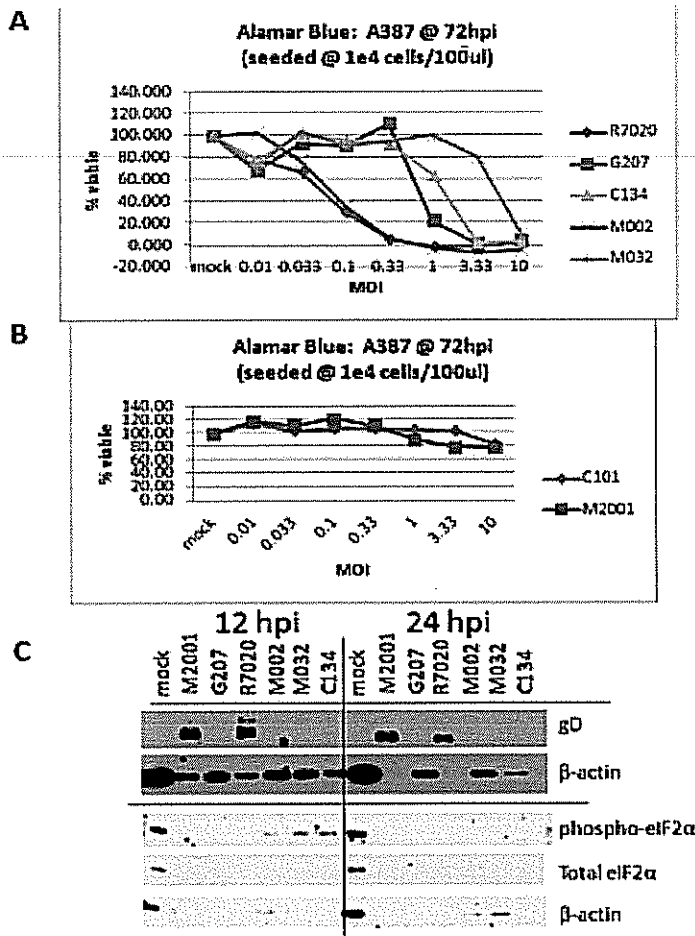 A
Alamar Blue: A387 @ 72hpi
(seeded @ 1e4 cells/100ul)
140.000
120.000
100.000
80.000
60.000
40.000
20.000
0.000
-20.000
% viable
mock 0.01 0.033 0.1 0.33 1 3.33 10
MOI
R7020
G207
C134
M002
M032
B
Alamar Blue: A387 @ 72hpi
(seeded @ 1e4 cells/100ul)
140.00
120.00
100.00
80.00
60.00
40.00
20.00
0.00
% viable
mock 0.01 0.033 0.1 0.33 1 3.33 10
MOI
C101
M2001
C
12 hpi 24 hpi
mock M2001 G207 R7020 M002 M032 C134 mock M2001 G207 R7020 M002 M032 C134
gD
β-actin
phospho-eIF2α
Total eIF2α
β-actin